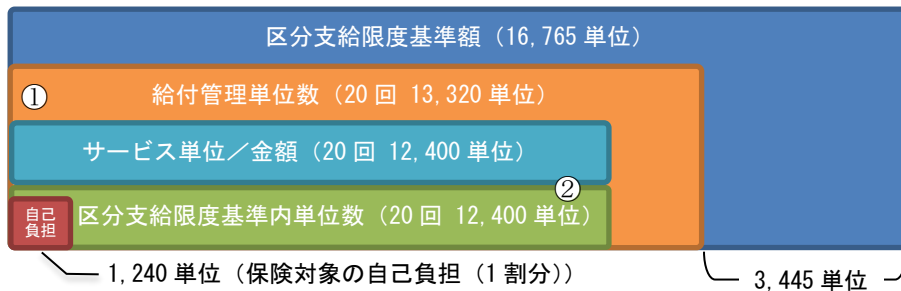 区分支給限度基準額（16,765 単位）
① 給付管理単位数（20 回 13,320 単位）
サービス単位／金額（20 回 12,400 単位）
②
自己
負担
区分支給限度基準内単位数（20 回 12,400 単位）
1,240 単位（保険対象の自己負担（1 割分））
3,445 単位